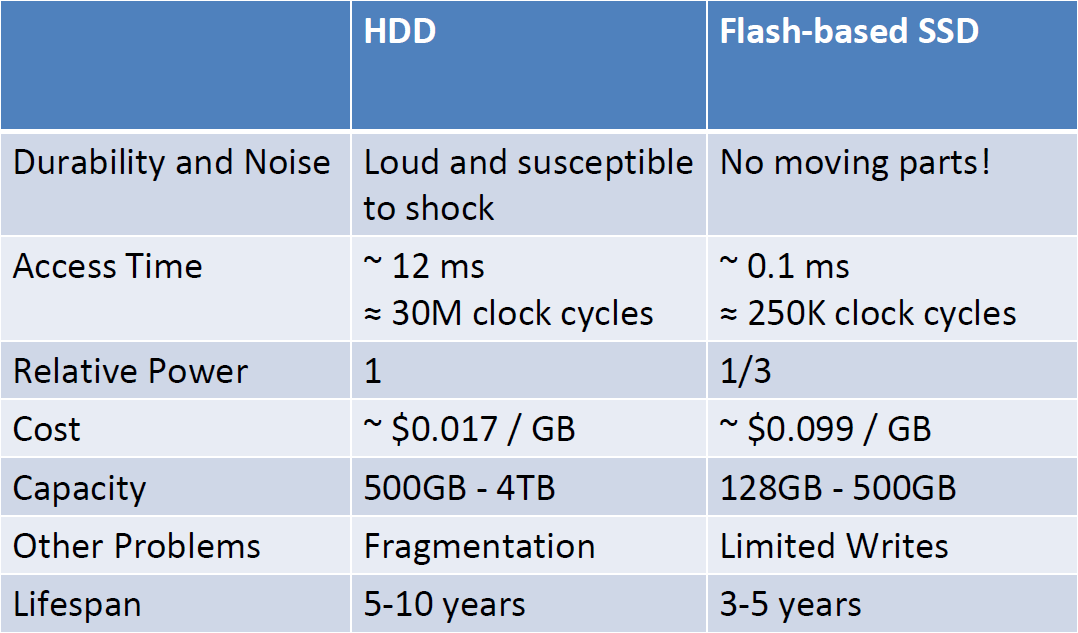 HDD
Flash-based SSD
Durability and Noise
Loud and susceptible
to shock
No moving parts!
Access Time
~ 12 ms
≈ 30M clock cycles
~ 0.1 ms
≈ 250K clock cycles
Relative Power
1
1/3
Cost
~ $0.017 / GB
~ $0.099 / GB
Capacity
500GB - 4TB
128GB - 500GB
Other Problems
Fragmentation
Limited Writes
Lifespan
5-10 years
3-5 years